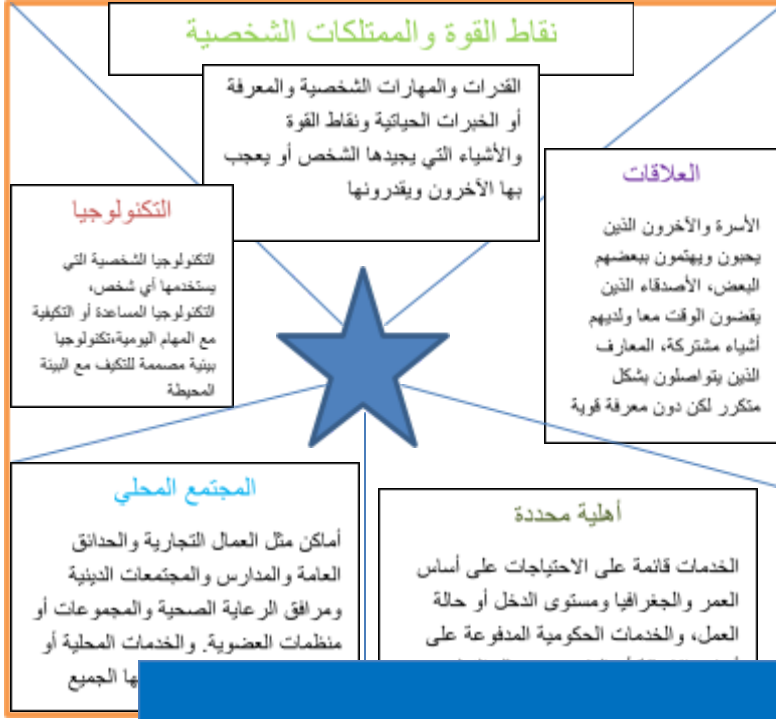 نقاط القوة والممتلكات الشخصية
القدرات والمهارات الشخصية والمعرفة
أو الخبرات الحياتية ونقاط القوة
والأشياء التي يجيدها الشخص أو يعجب
بها الآخرون ويقدرونها
العلاقات
الأسرة والآخرون الذين
يحبون ويهتمون ببعضهم
البعض، الأصدقاء الذين
يقضون الوقت معا ولديهم
أشياء مشتركة، المعارف
الذين يتواصلون بشكل
متكرر لكن دون معرفة قوية
التكنولوجيا
التكنولوجيا الشخصية التي
يستخدمها أي شخص،
التكنولوجيا المساعدة أو التكيفية
مع المهام اليومية،تكنولوجيا
بيئية مصممة للتكيف مع البيئة
المحيطة
أهلية محددة
الخدمات قائمة على الاحتياجات على أساس
العمر والجغرافيا ومستوى الدخل أو حالة
العمل، والخدمات الحكومية المدفوعة على
المجتمع المحلي
أماكن مثل العمال التجارية والحدائق
العامة والمدارس والمجتمعات الدينية
ومرافق الرعاية الصحية والمجموعات أو
منظمات العضوية. والخدمات المحلية أو
الجميع